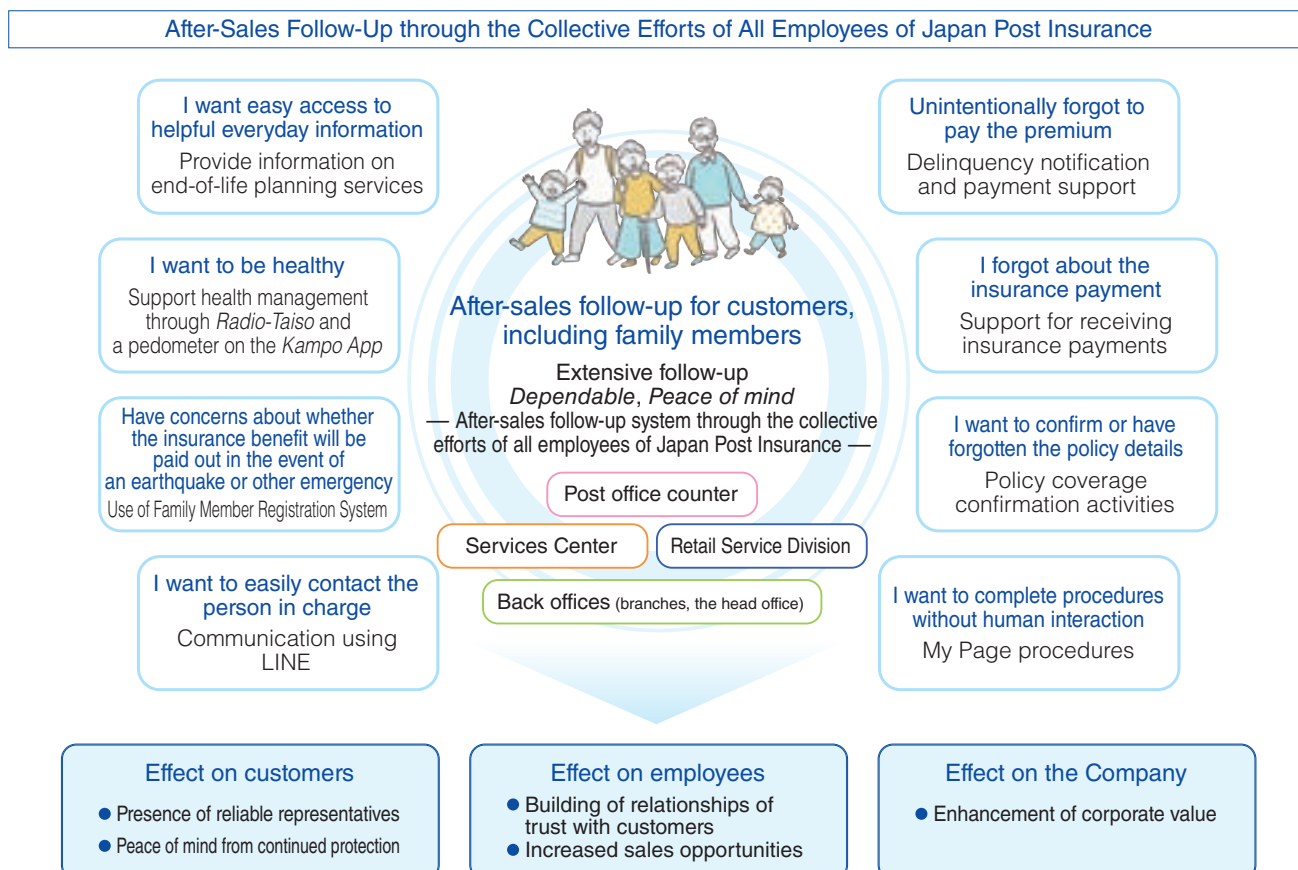 After-Sales Follow-Up through the Collective Efforts of All Employees of Japan Post Insurance
I want easy access to
helpful everyday information
Provide information on
end-of-life planning services
I want to be healthy
Support health management
through Radio-Taiso and
a pedometer on the Kampo App
Have concerns about whether
the insurance benefit will be
paid out in the event of
an earthquake or other emergency
Use of Family Member Registration System
I want to easily contact the
person in charge
Communication using
LINE
After-sales follow-up for customers,
including family members
Extensive follow-up
Dependable, Peace of mind
— After-sales follow-up system through the collective
efforts of all employees of Japan Post Insurance —
Post office counter
Services Center
Retail Service Division
Back offices (branches, the head office)
Unintentionally forgot to
pay the premium
Delinquency notification
and payment support
I forgot about the
insurance payment
Support for receiving
insurance payments
I want to confirm or have
forgotten the policy details
Policy coverage
confirmation activities
I want to complete procedures
without human interaction
My Page procedures
Effect on customers
● Presence of reliable representatives
● Peace of mind from continued protection
Effect on employees
● Building of relationships of
trust with customers
● Increased sales opportunities
Effect on the Company
● Enhancement of corporate value